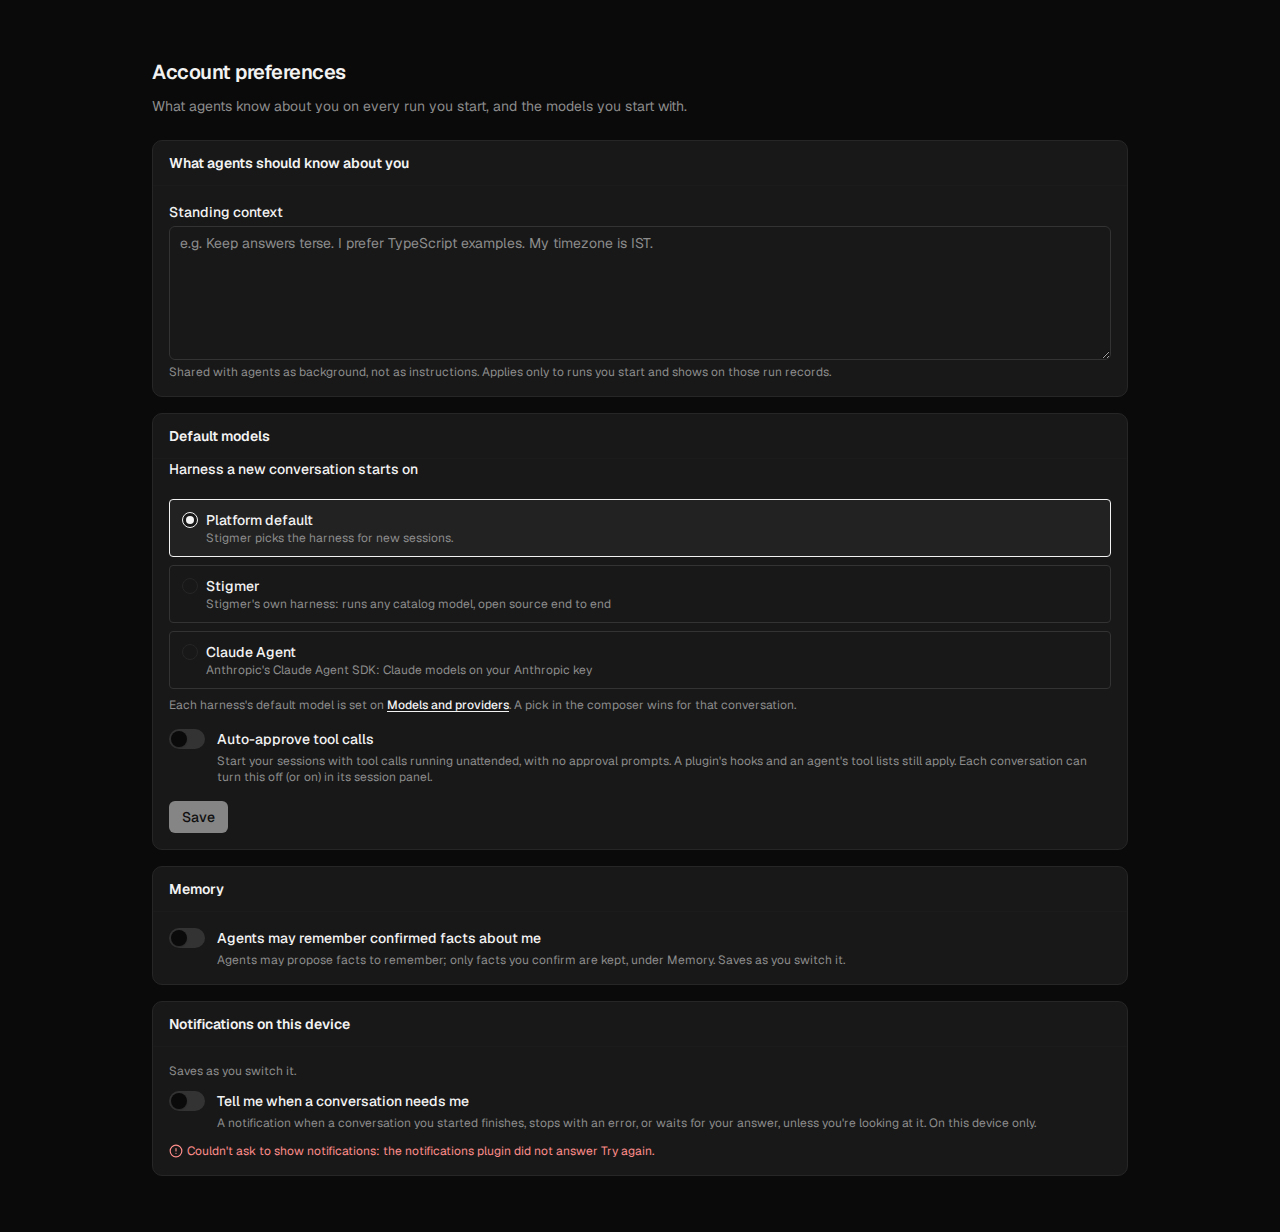 Account preferences
What agents know about you on every run you start, and the models you start with.
What agents should know about you
Standing context
e.g. Keep answers terse. I prefer TypeScript examples. My timezone is IST.
Shared with agents as background, not as instructions. Applies only to runs you start and shows on those run records.
Default models
Harness a new conversation starts on
Platform default
Stigmer picks the harness for new sessions.
Stigmer
Stigmer's own harness: runs any catalog model, open source end to end
Claude Agent
Anthropic's Claude Agent SDK: Claude models on your Anthropic key
Each harness's default model is set on Models and providers. A pick in the composer wins for that conversation.
Auto-approve tool calls
Start your sessions with tool calls running unattended, with no approval prompts. A plugin's hooks and an agent's tool lists still apply. Each conversation can
turn this off (or on) in its session panel.
Save
Memory
Agents may remember confirmed facts about me
Agents may propose facts to remember; only facts you confirm are kept, under Memory. Saves as you switch it.
Notifications on this device
Saves as you switch it.
Tell me when a conversation needs me
A notification when a conversation you started finishes, stops with an error, or waits for your answer, unless you're looking at it. On this device only.
Couldn't ask to show notifications: the notifications plugin did not answer Try again.